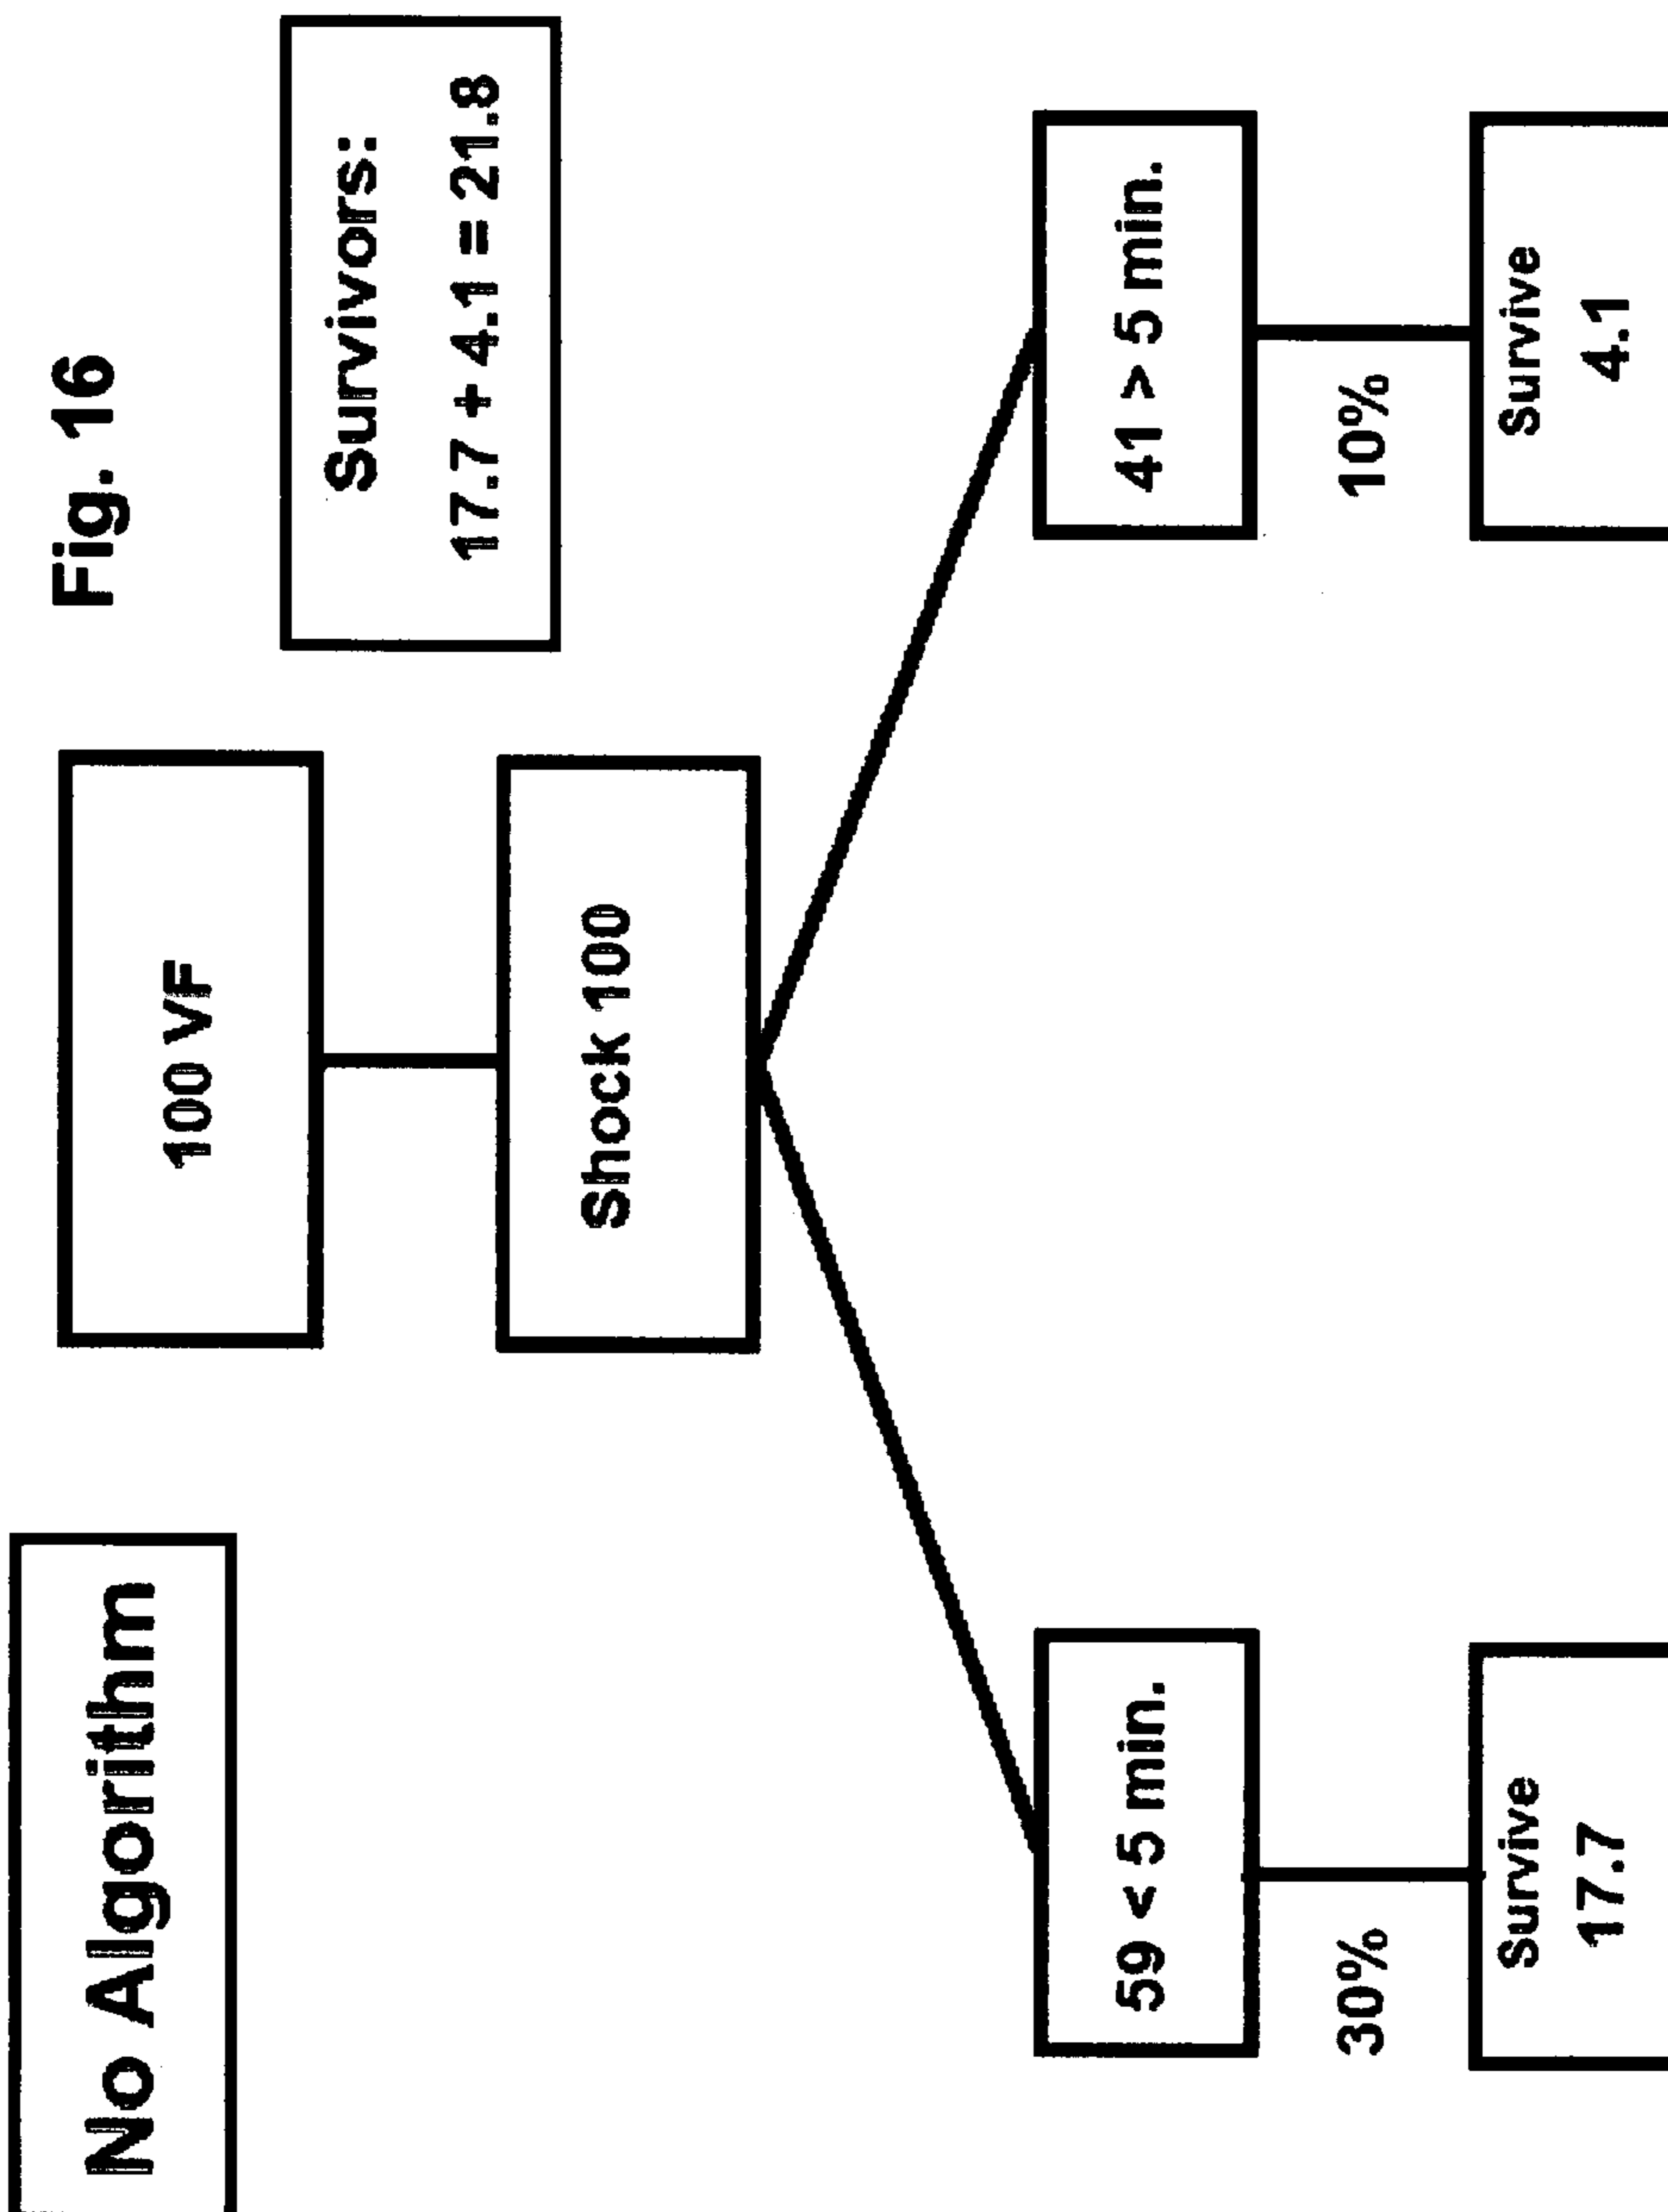 No Algorithm
Fig. 16
100 VF
Survivors:
17.7 + 4.1 = 21.8
Shock 100
59 < 5 min.
41 > 5 min.
30%
10%
Survive
17.7
Survive
4.1